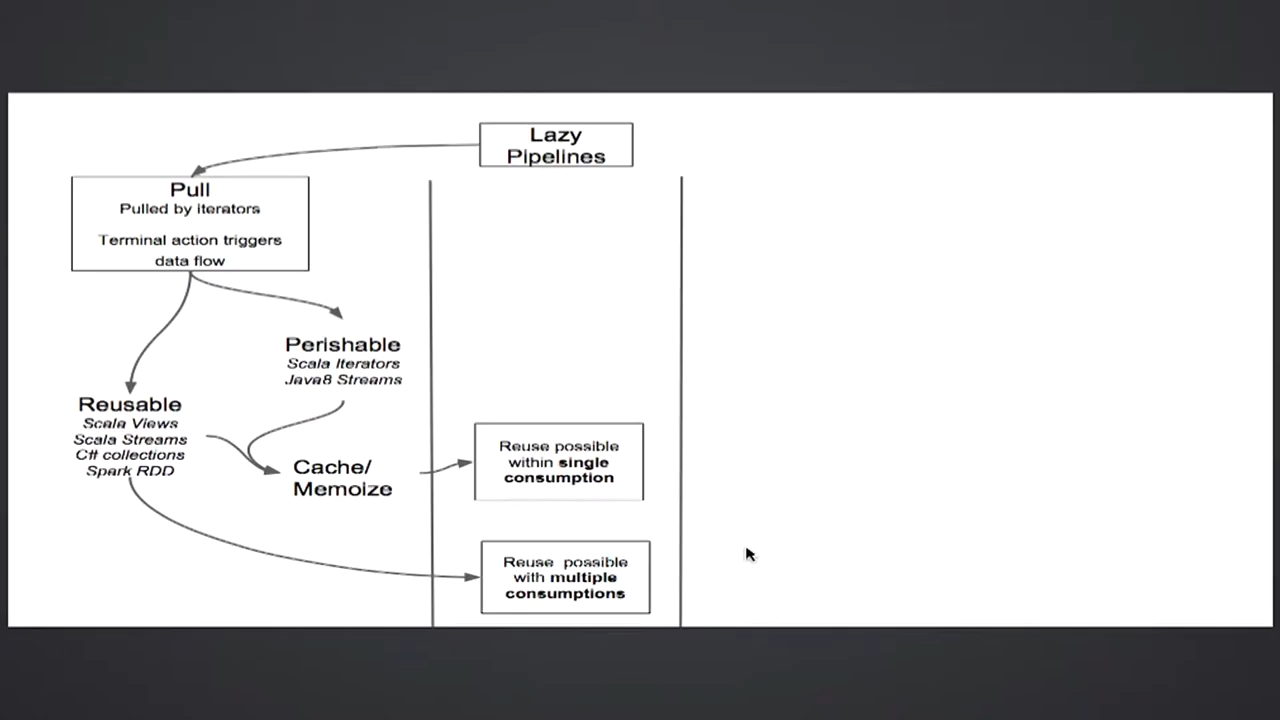 Lazy
Pipelines
Pull
Pulled by iterators
Terminal action triggers
data flow
Perishable
Scala Iterators
Java8 Streams
Reusable
Scala Views
Scala Streams
C# collections
Spark RDD
Cache/
Memoize
Reuse possible
within single
consumption
Reuse possible
with multiple
consumptions